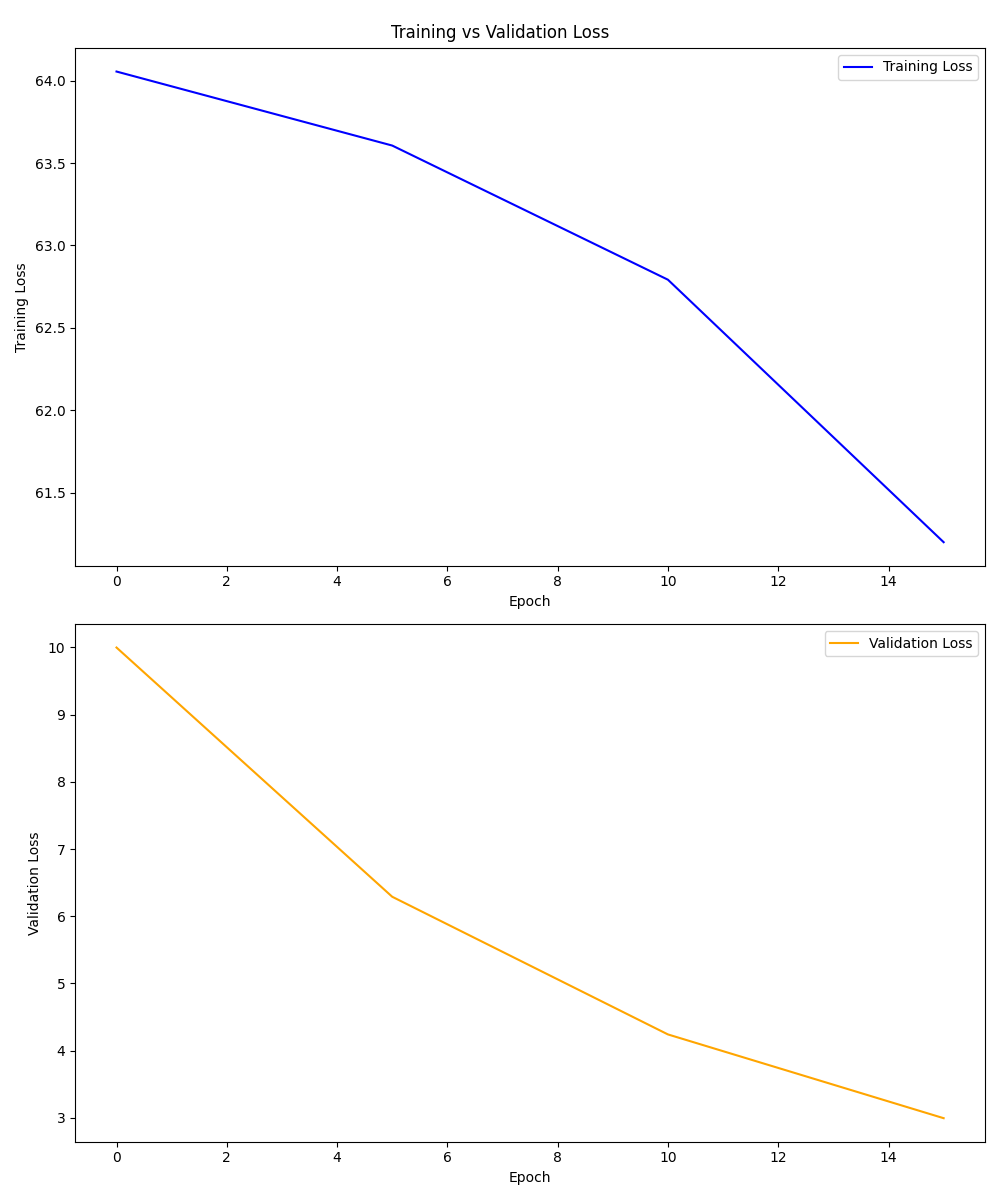 Training vs Validation Loss
Training Loss
64.0
63.5
63.0
62.5
62.0
61.5
Training Loss
0 2 4 6 8 10 12 14
Epoch
Validation Loss
10
9
8
7
6
5
4
3
Validation Loss
0 2 4 6 8 10 12 14
Epoch